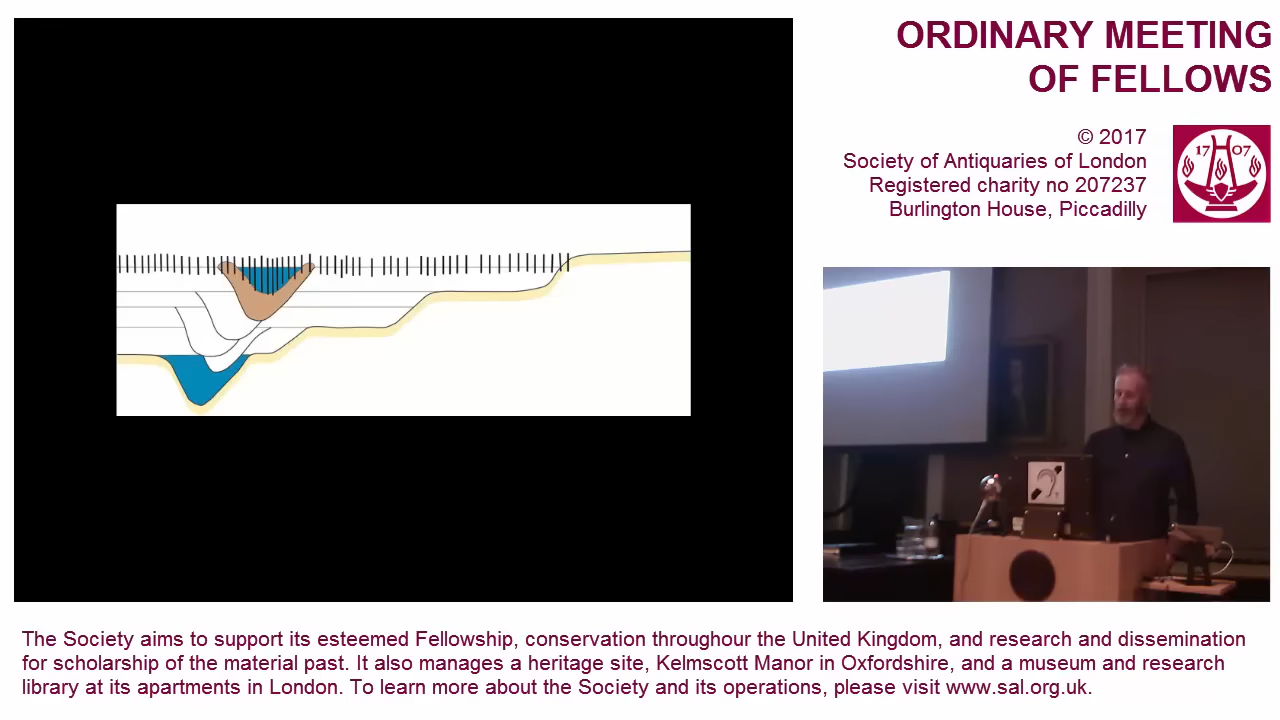 ORDINARY MEETING
OF FELLOWS
© 2017
Society of Antiquaries of London
Registered charity no 207237
Burlington House, Piccadilly
17 07
The Society aims to support its esteemed Fellowship, conservation throughour the United Kingdom, and research and dissemination
for scholarship of the material past. It also manages a heritage site, Kelmscott Manor in Oxfordshire, and a museum and research
library at its apartments in London. To learn more about the Society and its operations, please visit www.sal.org.uk.